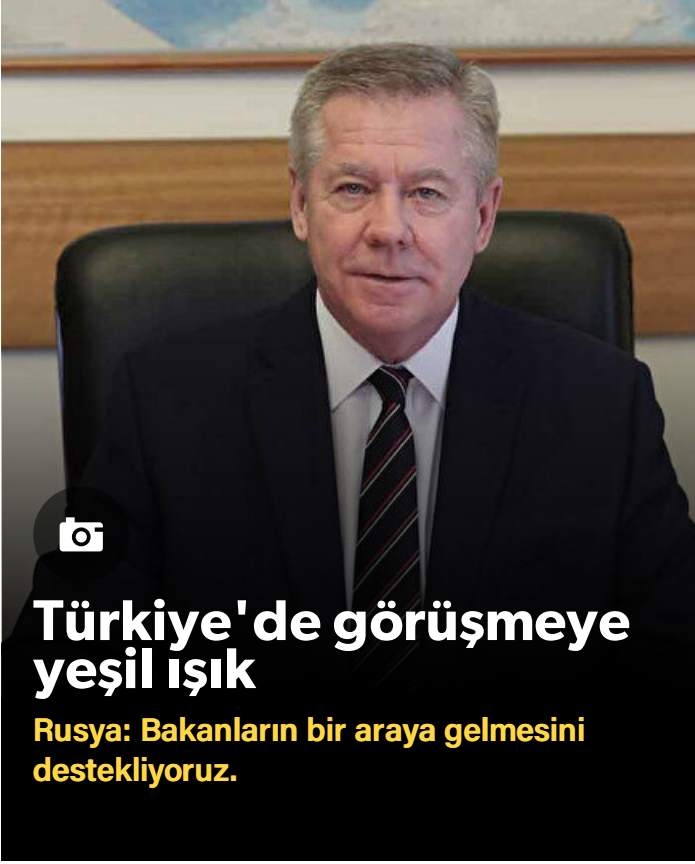 Türkiye'de görüşmeye
yeşil ışık
Rusya: Bakanların bir araya gelmesini
destekliyoruz.